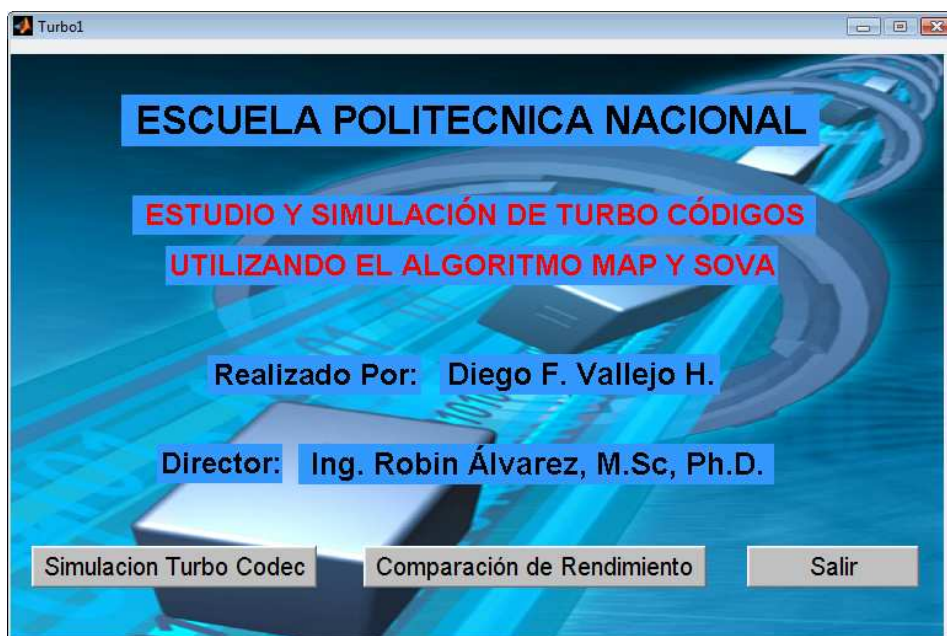 Turbo1
ESCUELA POLITECNICA NACIONAL
ESTUDIO Y SIMULACIÓN DE TURBO CÓDIGOS
UTILIZANDO EL ALGORITMO MAP Y SOVA
Realizado Por: Diego F. Vallejo H.
Director: Ing. Robin Álvarez, M.Sc, Ph.D.
Simulacion Turbo Codec Comparación de Rendimiento Salir